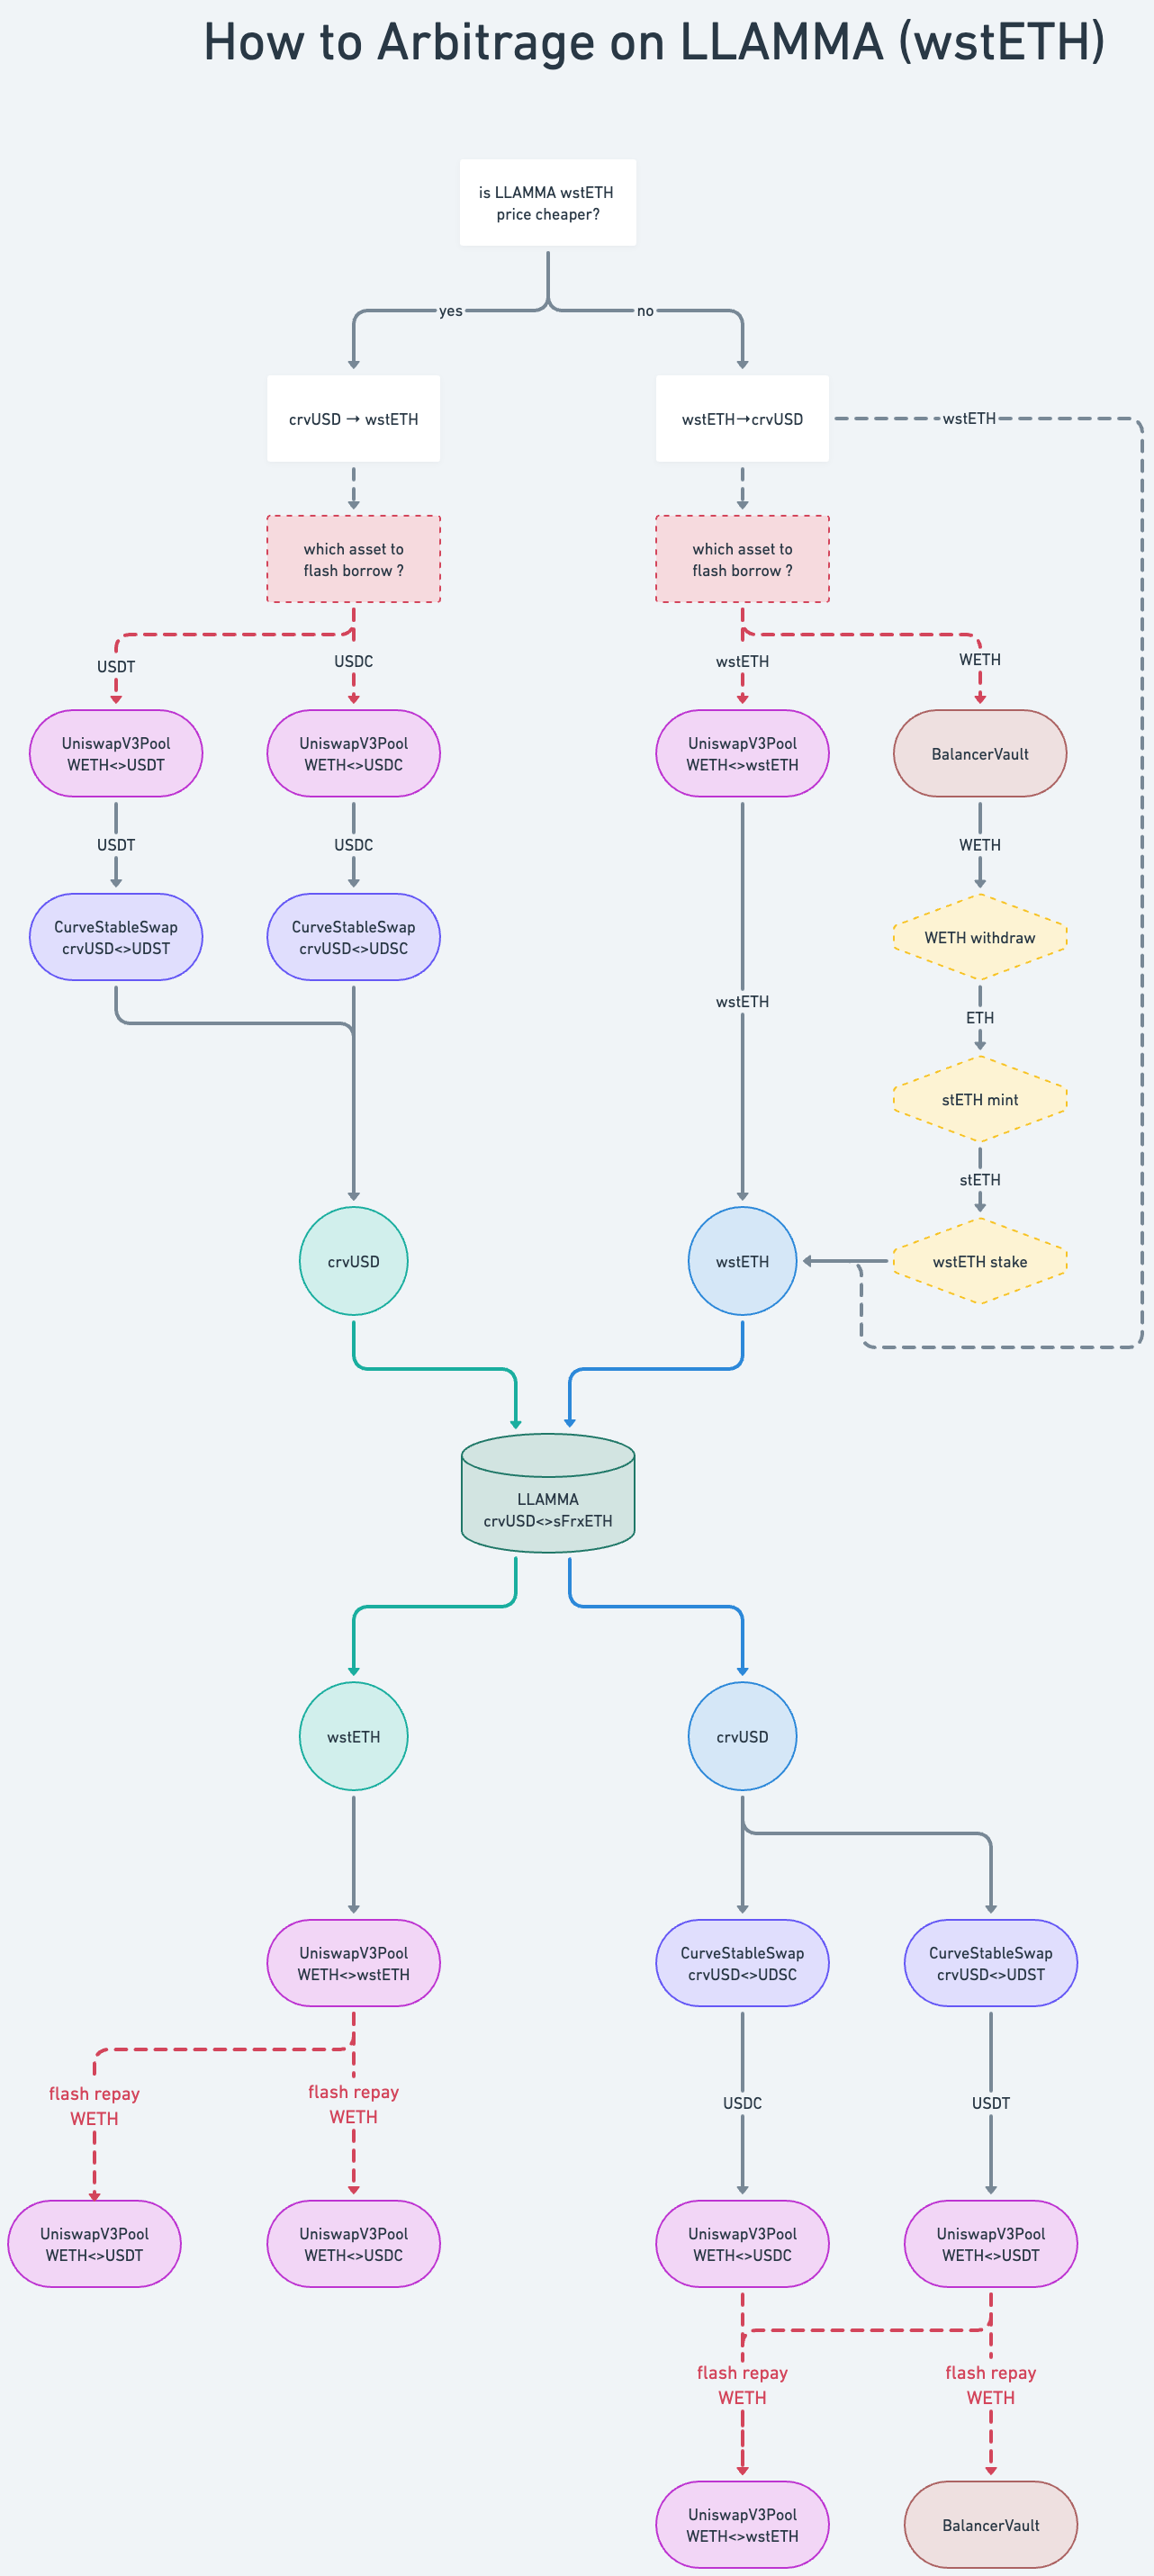 How to Arbitrage on LLAMMA (wstETH)
is LLAMMA wstETH
price cheaper?
yes
no
crvUSD → wstETH
wstETH→crvUSD
wstETH
which asset to
flash borrow ?
which asset to
flash borrow ?
USDT
USDC
wstETH
WETH
UniswapV3Pool
WETH<>USDT
UniswapV3Pool
WETH<>USDC
UniswapV3Pool
WETH<>wstETH
BalancerVault
USDT
USDC
WETH
CurveStableSwap
crvUSD<>UDST
CurveStableSwap
crvUSD<>UDSC
WETH withdraw
wstETH
ETH
stETH mint
stETH
crvUSD
wstETH
wstETH stake
LLAMMA
crvUSD<>sFrxETH
wstETH
crvUSD
UniswapV3Pool
WETH<>wstETH
CurveStableSwap
crvUSD<>UDSC
CurveStableSwap
crvUSD<>UDST
flash repay
WETH
flash repay
WETH
USDC
USDT
UniswapV3Pool
WETH<>USDT
UniswapV3Pool
WETH<>USDC
UniswapV3Pool
WETH<>USDC
UniswapV3Pool
WETH<>USDT
flash repay
WETH
flash repay
WETH
UniswapV3Pool
WETH<>wstETH
BalancerVault